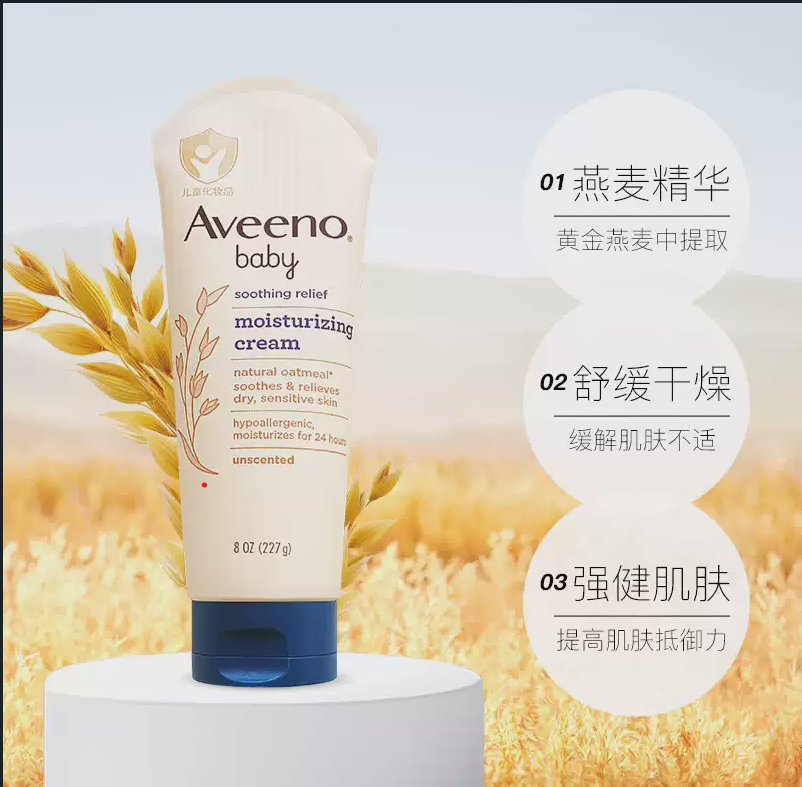 儿童化妆品
Aveeno®
baby
soothing relief
moisturizing
cream
natural oatmeal*
soothes & relieves
dry, sensitive skin
hypoallergenic,
moisturizes for 24 hours
unscented
8 OZ (227g)
01 燕麦精华
黄金燕麦中提取
02 舒缓干燥
缓解肌肤不适
03 强健肌肤
提高肌肤抵御力